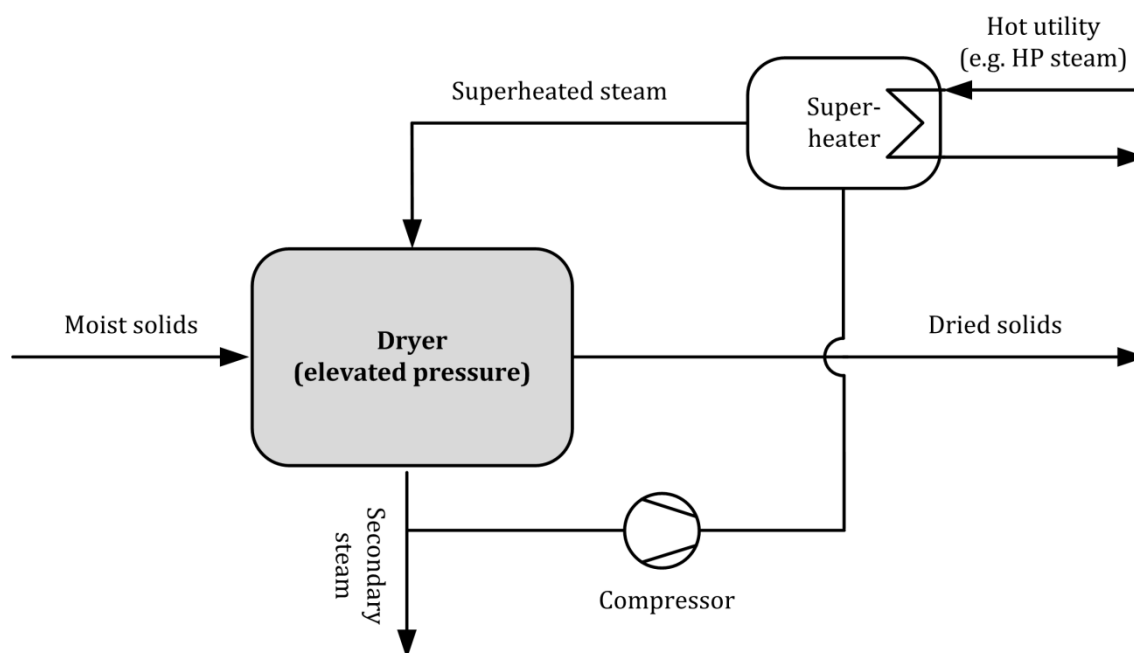 Hot utility
(e.g. HP steam)
Superheated steam
Super-
heater
Moist solids
Dryer
(elevated pressure)
Dried solids
Secondary
steam
Compressor